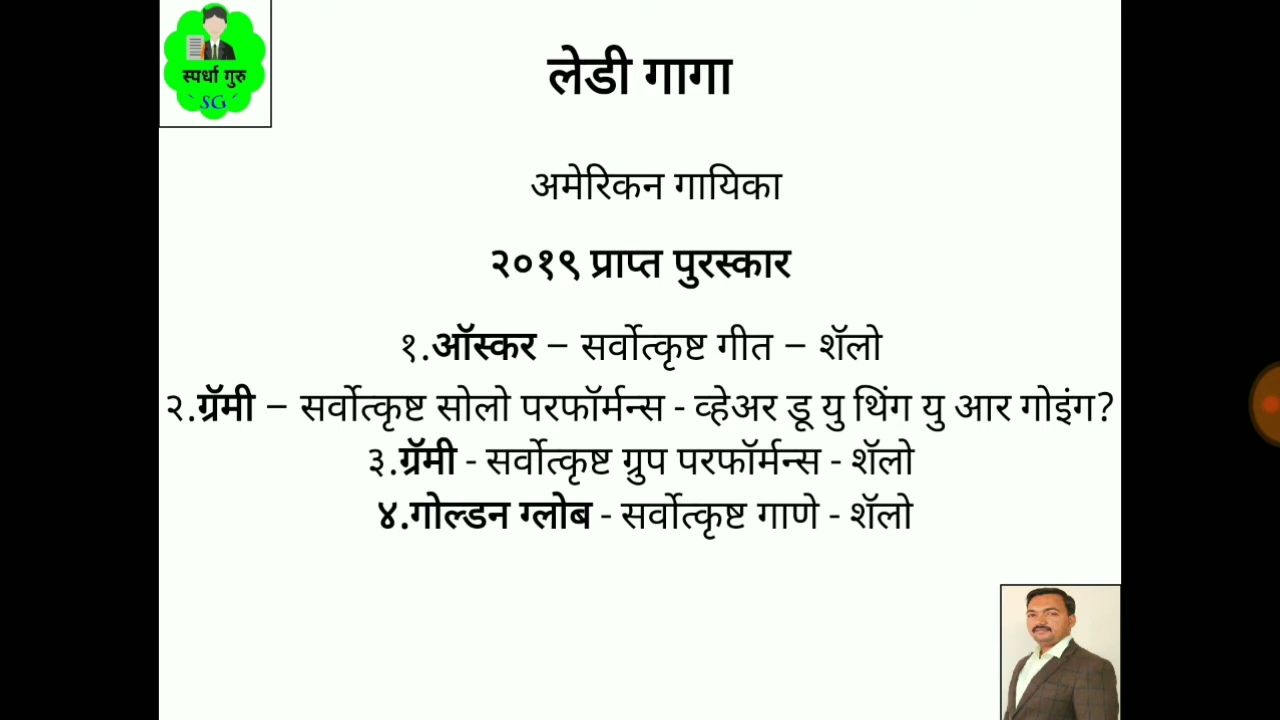 स्पर्धा गुरु
SG
लेडी गागा
अमेरिकन गायिका
२०१९ प्राप्त पुरस्कार
१.ऑस्कर – सर्वोत्कृष्ट गीत – शॅलो
२.ग्रॅमी – सर्वोत्कृष्ट सोलो परफॉर्मन्स - व्हेअर डू यु थिंग यु आर गोइंग?
३.ग्रॅमी - सर्वोत्कृष्ट ग्रुप परफॉर्मन्स - शॅलो
४.गोल्डन ग्लोब - सर्वोत्कृष्ट गाणे - शॅलो